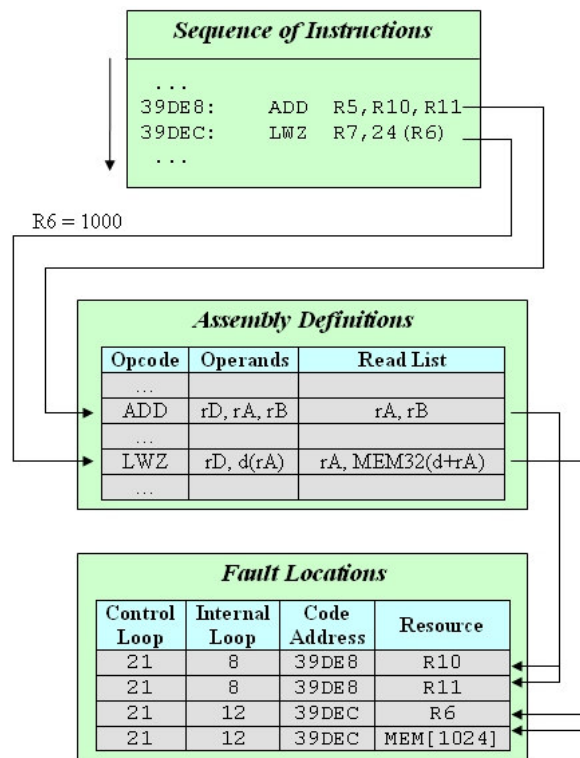 Sequence of Instructions
...
39DE8: ADD R5,R10,R11
39DEC: LWZ R7,24(R6)
...
R6 = 1000
Assembly Definitions
Opcode Operands Read List
...
ADD rD, rA, rB rA, rB
...
LWZ rD, d(rA) rA, MEM32(d+rA)
...
Fault Locations
Control Loop Internal Loop Code Address Resource
21 8 39DE8 R10
21 8 39DE8 R11
21 12 39DEC R6
21 12 39DEC MEM[1024]